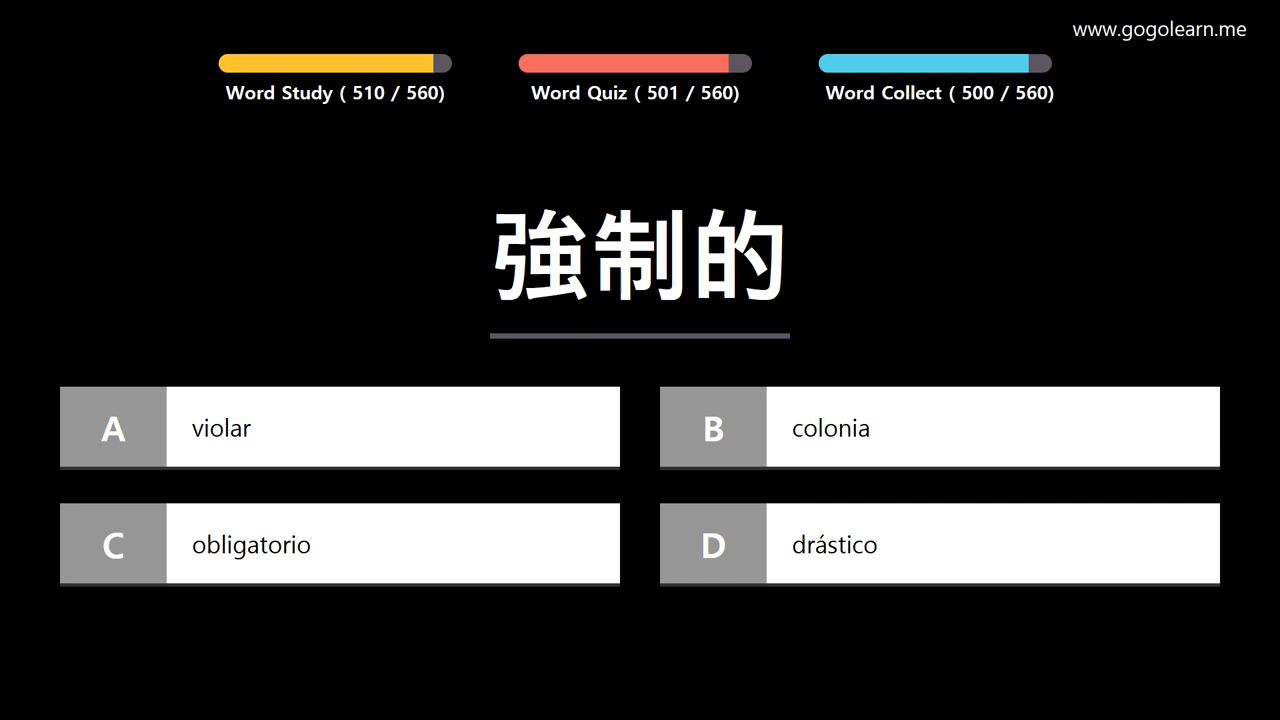 www.gogolearn.me
Word Study ( 510 / 560)
Word Quiz ( 501 / 560)
Word Collect ( 500 / 560)
強制的
A violar
B colonia
C obligatorio
D drástico